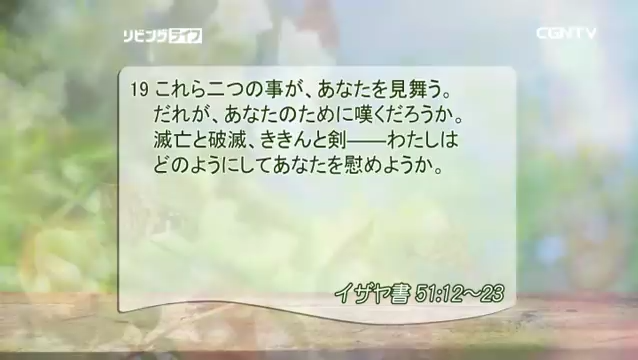 リビングライフ
CGNTV
19 これら二つの事が、あなたを見舞う。
だれが、あなたのために嘆くだろうか。
滅亡と破滅、ききんと剣――わたしは
どのようにしてあなたを慰めようか。
イザヤ書 51:12～23